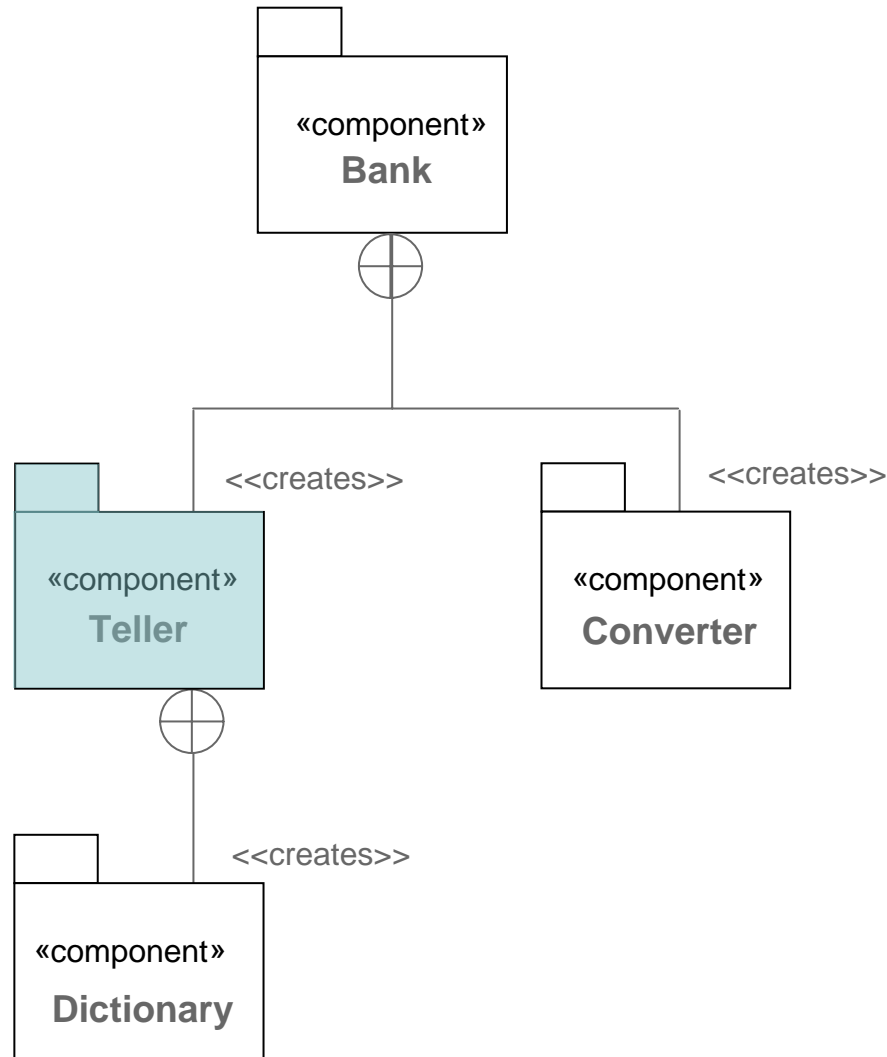 «component»
Bank
<<creates>>
<<creates>>
«component»
Teller
«component»
Converter
<<creates>>
«component»
Dictionary